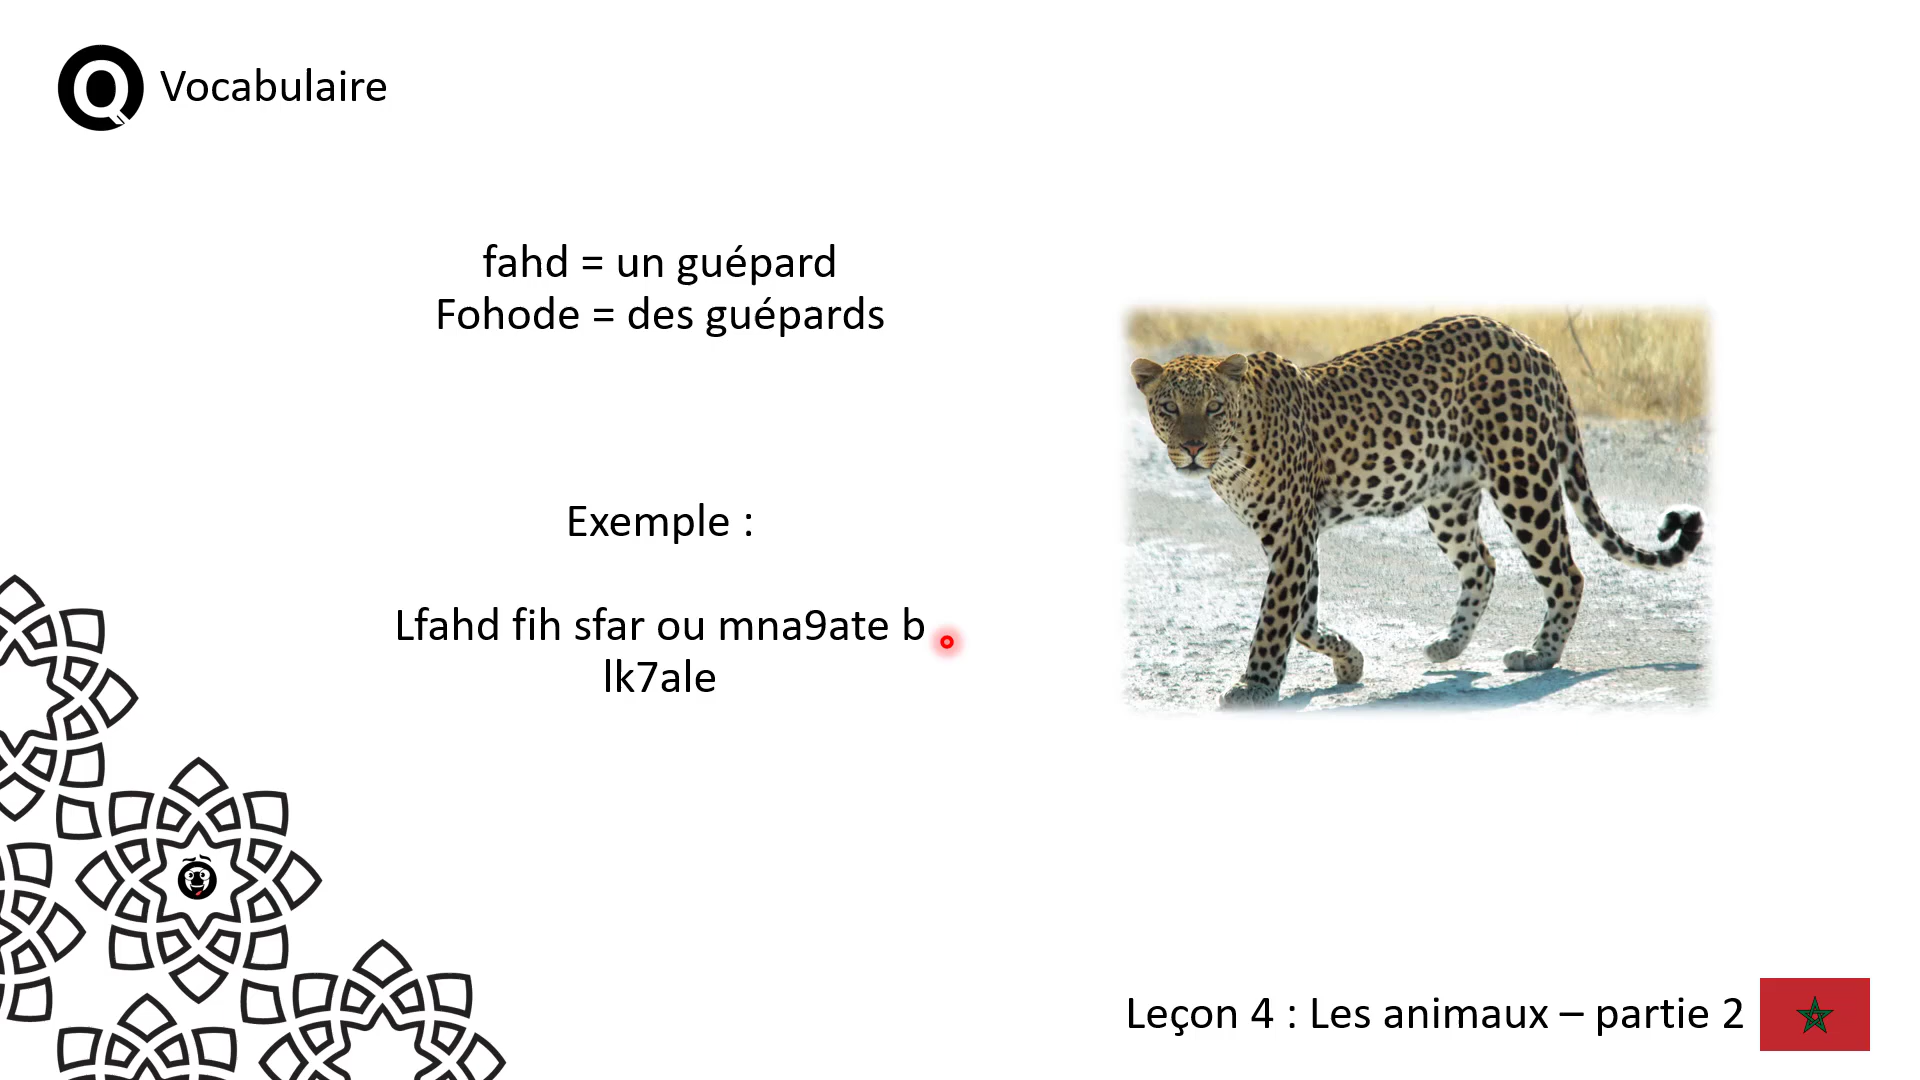 Q Vocabulaire
fahd = un guépard
Fohode = des guépards
Exemple :
Lfahd fih sfar ou mna9ate b
lk7ale
Leçon 4 : Les animaux – partie 2